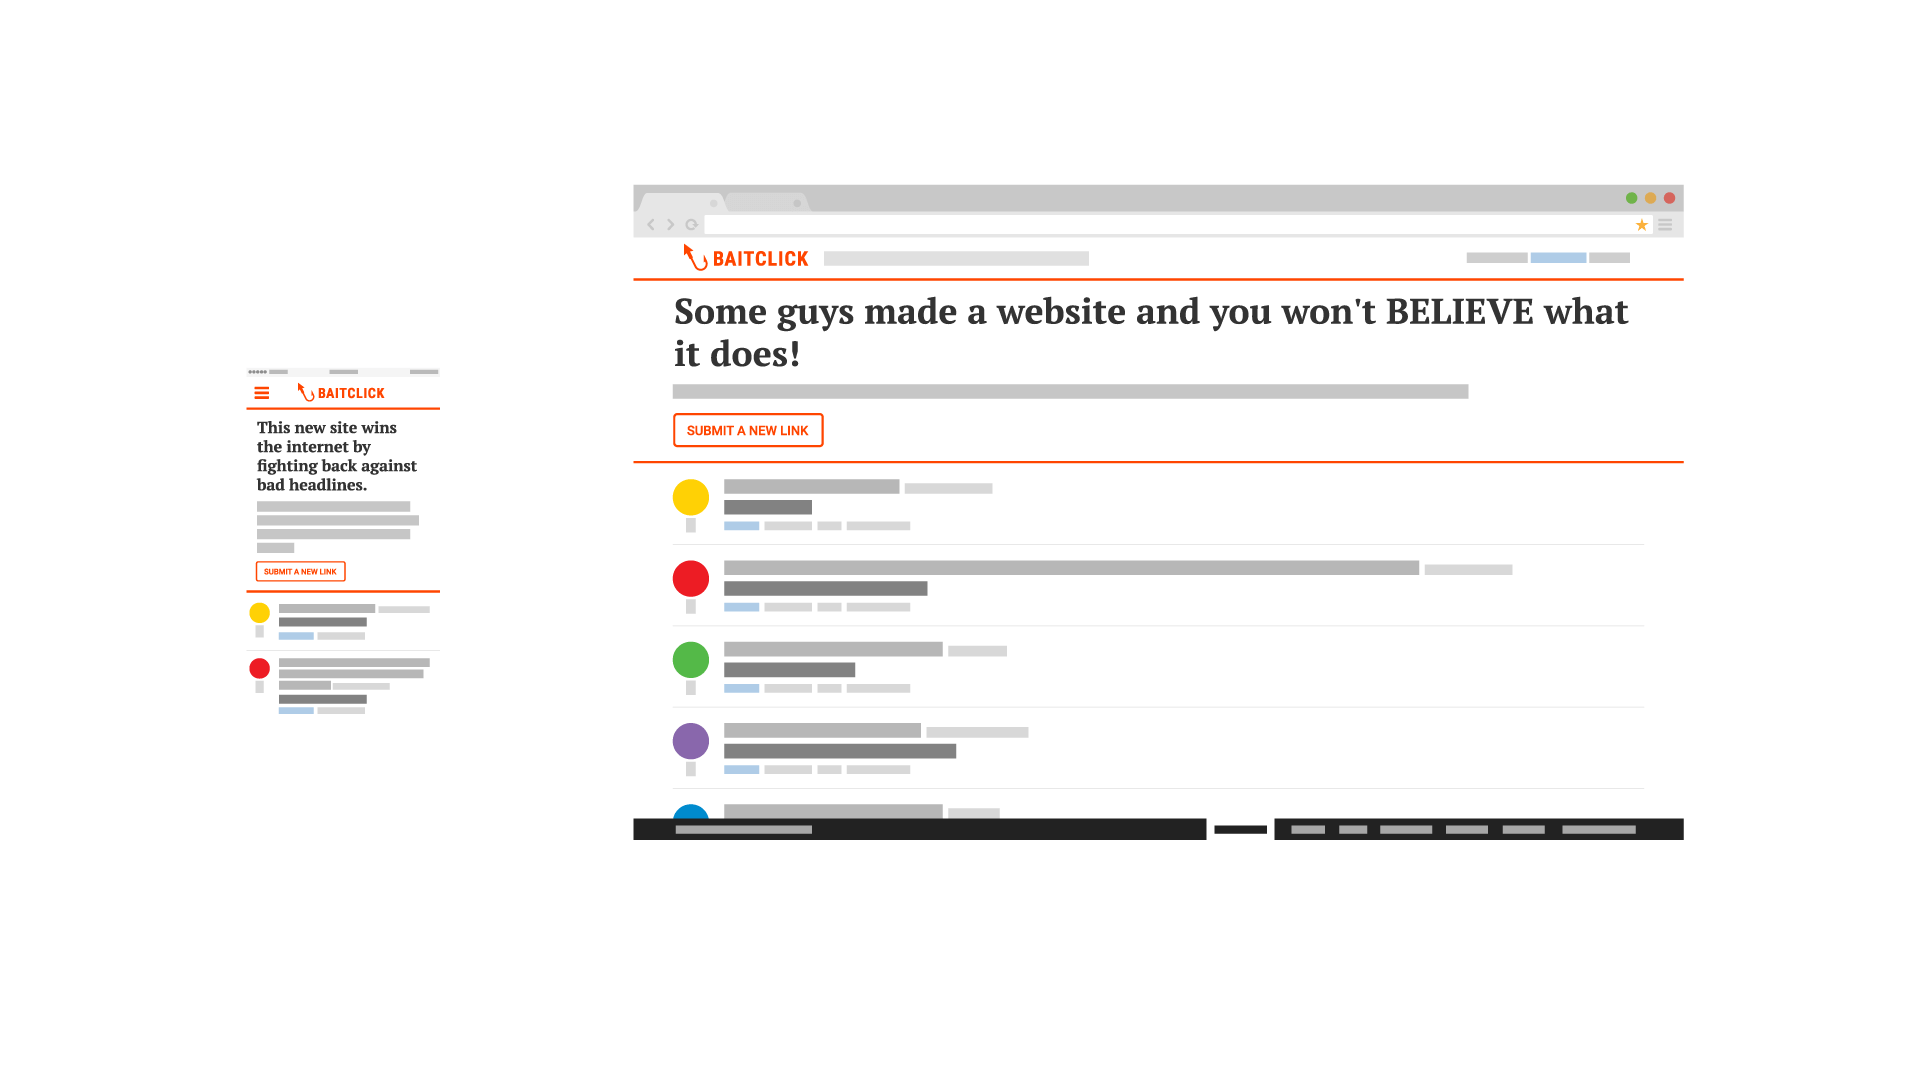 BAITCLICK
This new site wins
the internet by
fighting back against
bad headlines.
SUBMIT A NEW LINK
BAITCLICK
Some guys made a website and you won't BELIEVE what
it does!
SUBMIT A NEW LINK